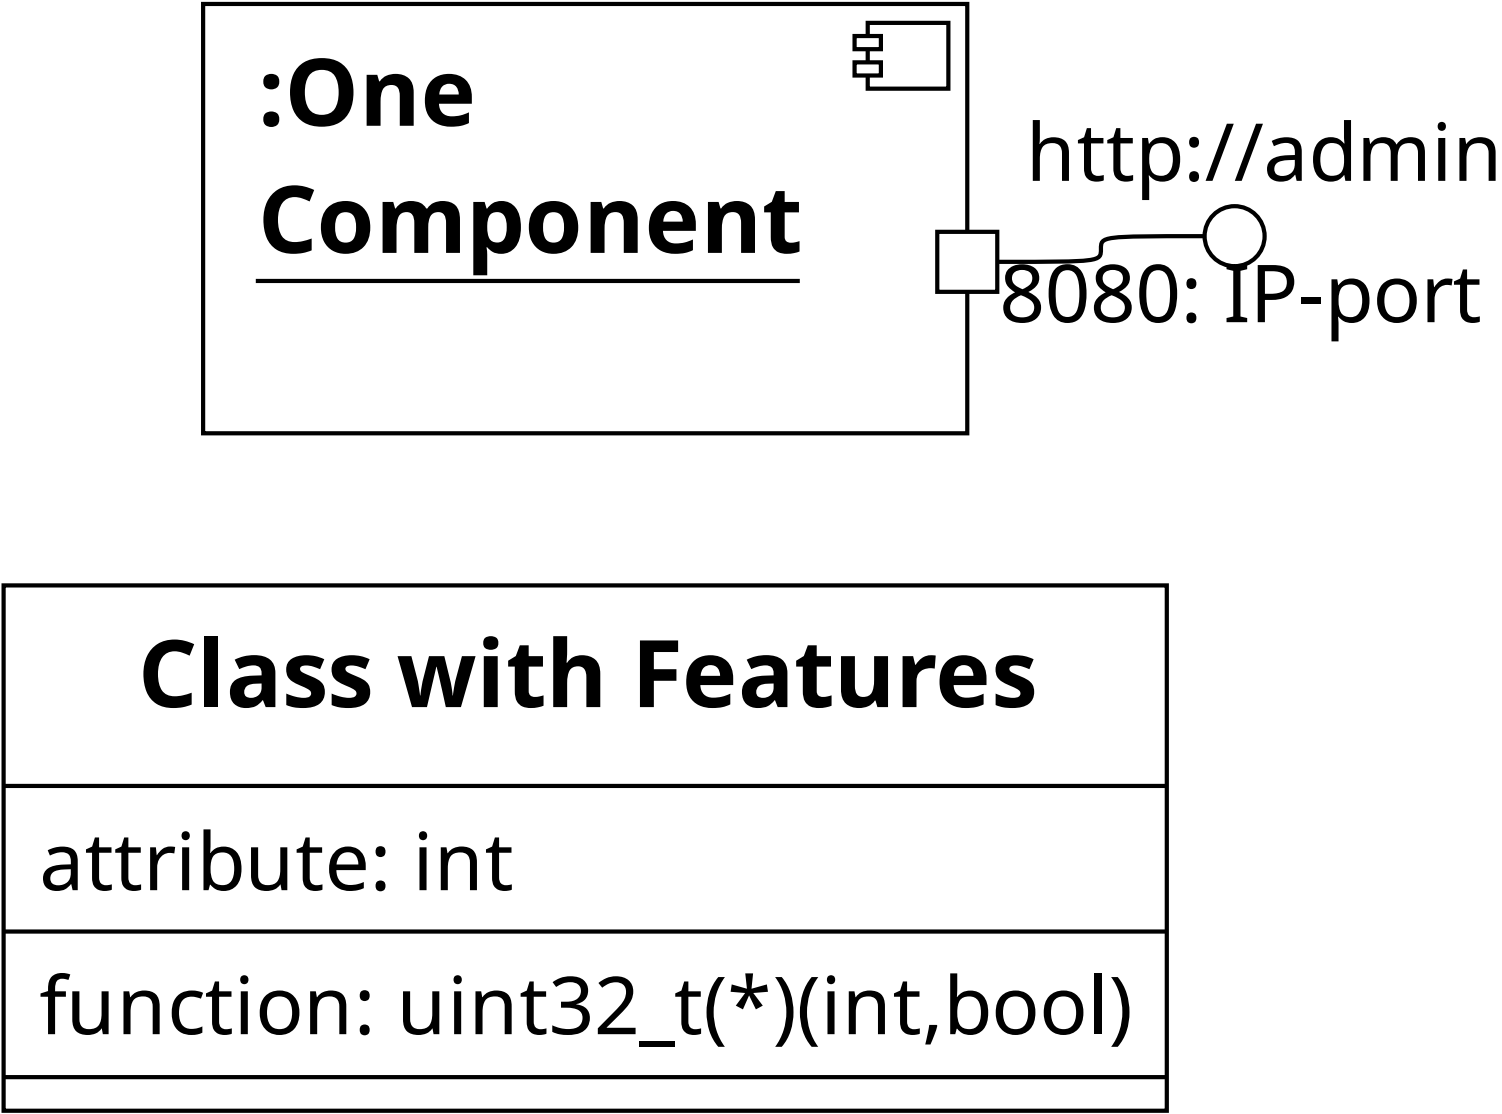 :One
Component
http://admin
8080: IP-port
Class with Features
attribute: int
function: uint32_t(*)(int,bool)